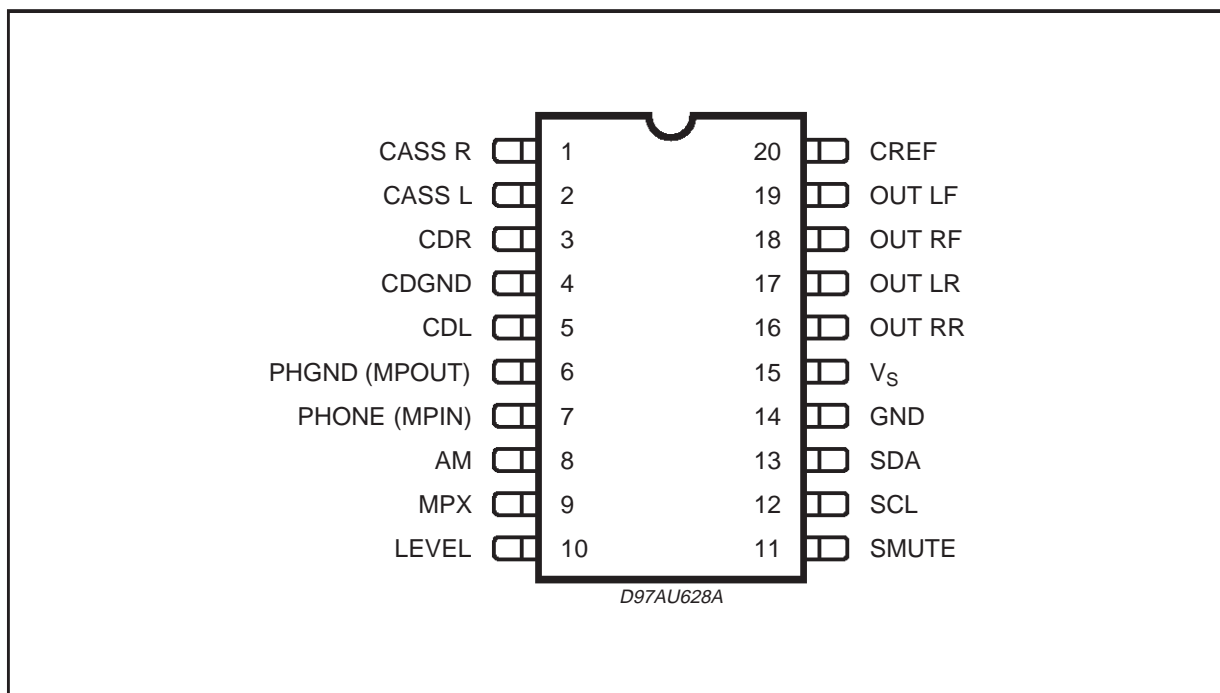 CASS R 1 20 CREF
CASS L 2 19 OUT LF
CDR 3 18 OUT RF
CDGND 4 17 OUT LR
CDL 5 16 OUT RR
PHGND (MPOUT) 6 15 VS
PHONE (MPIN) 7 14 GND
AM 8 13 SDA
MPX 9 12 SCL
LEVEL 10 11 SMUTE
D97AU628A